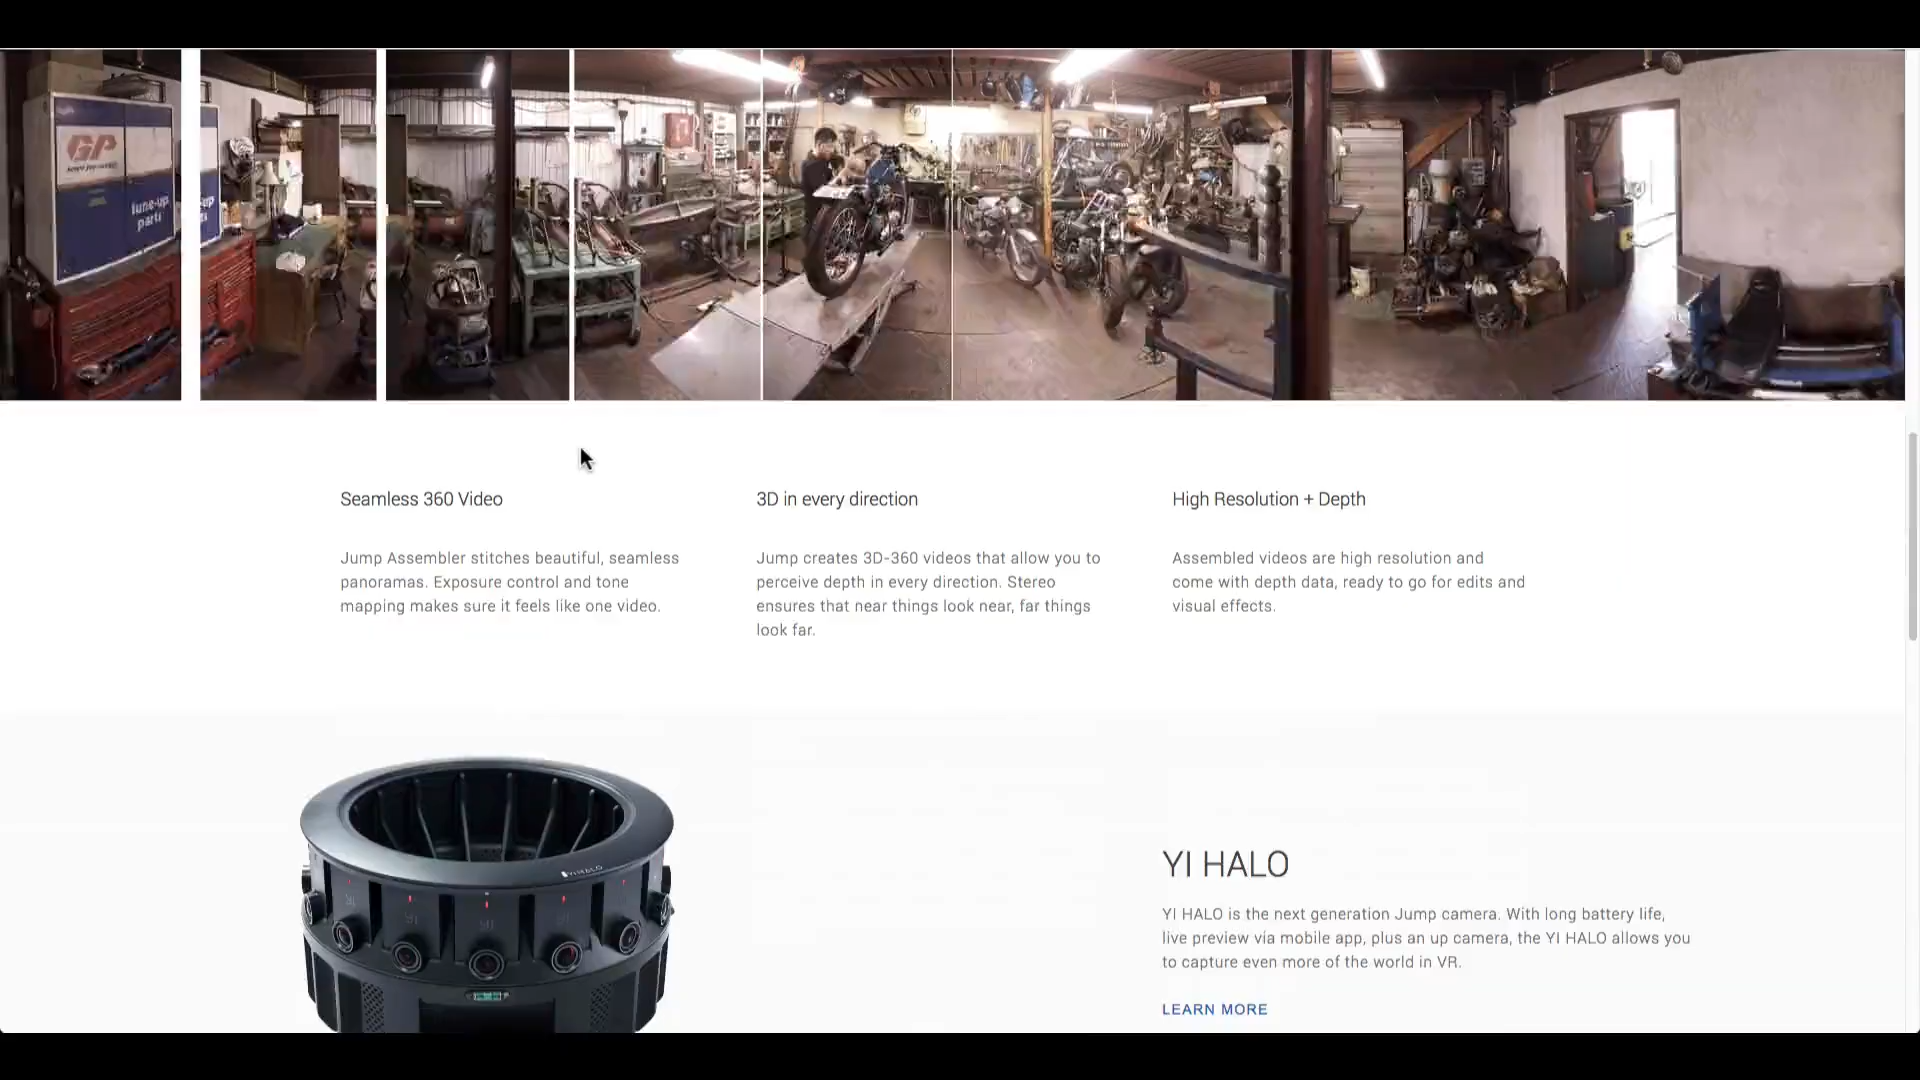 GP
tune-up
parts
Seamless 360 Video
Jump Assembler stitches beautiful, seamless
panoramas. Exposure control and tone
mapping makes sure it feels like one video.
3D in every direction
Jump creates 3D-360 videos that allow you to
perceive depth in every direction. Stereo
ensures that near things look near, far things
look far.
High Resolution + Depth
Assembled videos are high resolution and
come with depth data, ready to go for edits and
visual effects.
YI HALO
YI HALO
YI HALO is the next generation Jump camera. With long battery life,
live preview via mobile app, plus an up camera, the YI HALO allows you
to capture even more of the world in VR.
LEARN MORE